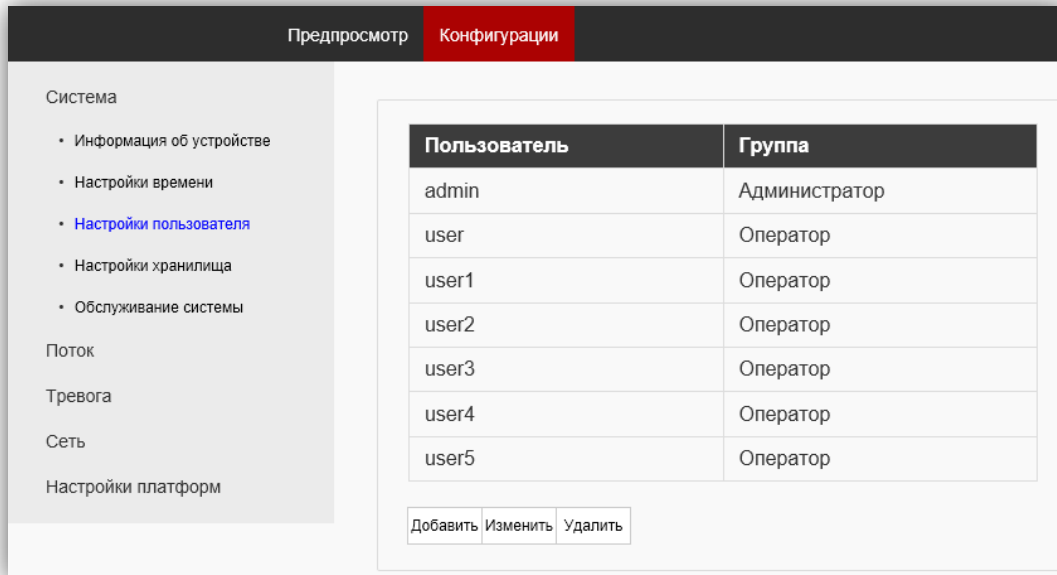 Предпросмотр Конфигурации
Система
• Информация об устройстве
• Настройки времени
• Настройки пользователя
• Настройки хранилища
• Обслуживание системы
Поток
Тревога
Сеть
Настройки платформ
Пользователь Группа
admin Администратор
user Оператор
user1 Оператор
user2 Оператор
user3 Оператор
user4 Оператор
user5 Оператор
Добавить Изменить Удалить